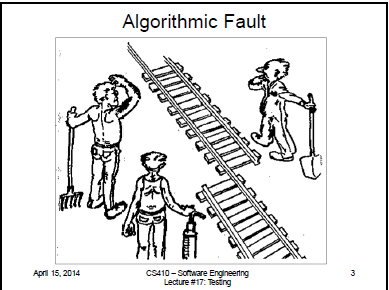 Algorithmic Fault
April 15, 2014
CS410 – Software Engineering
Lecture #17: Testing
3